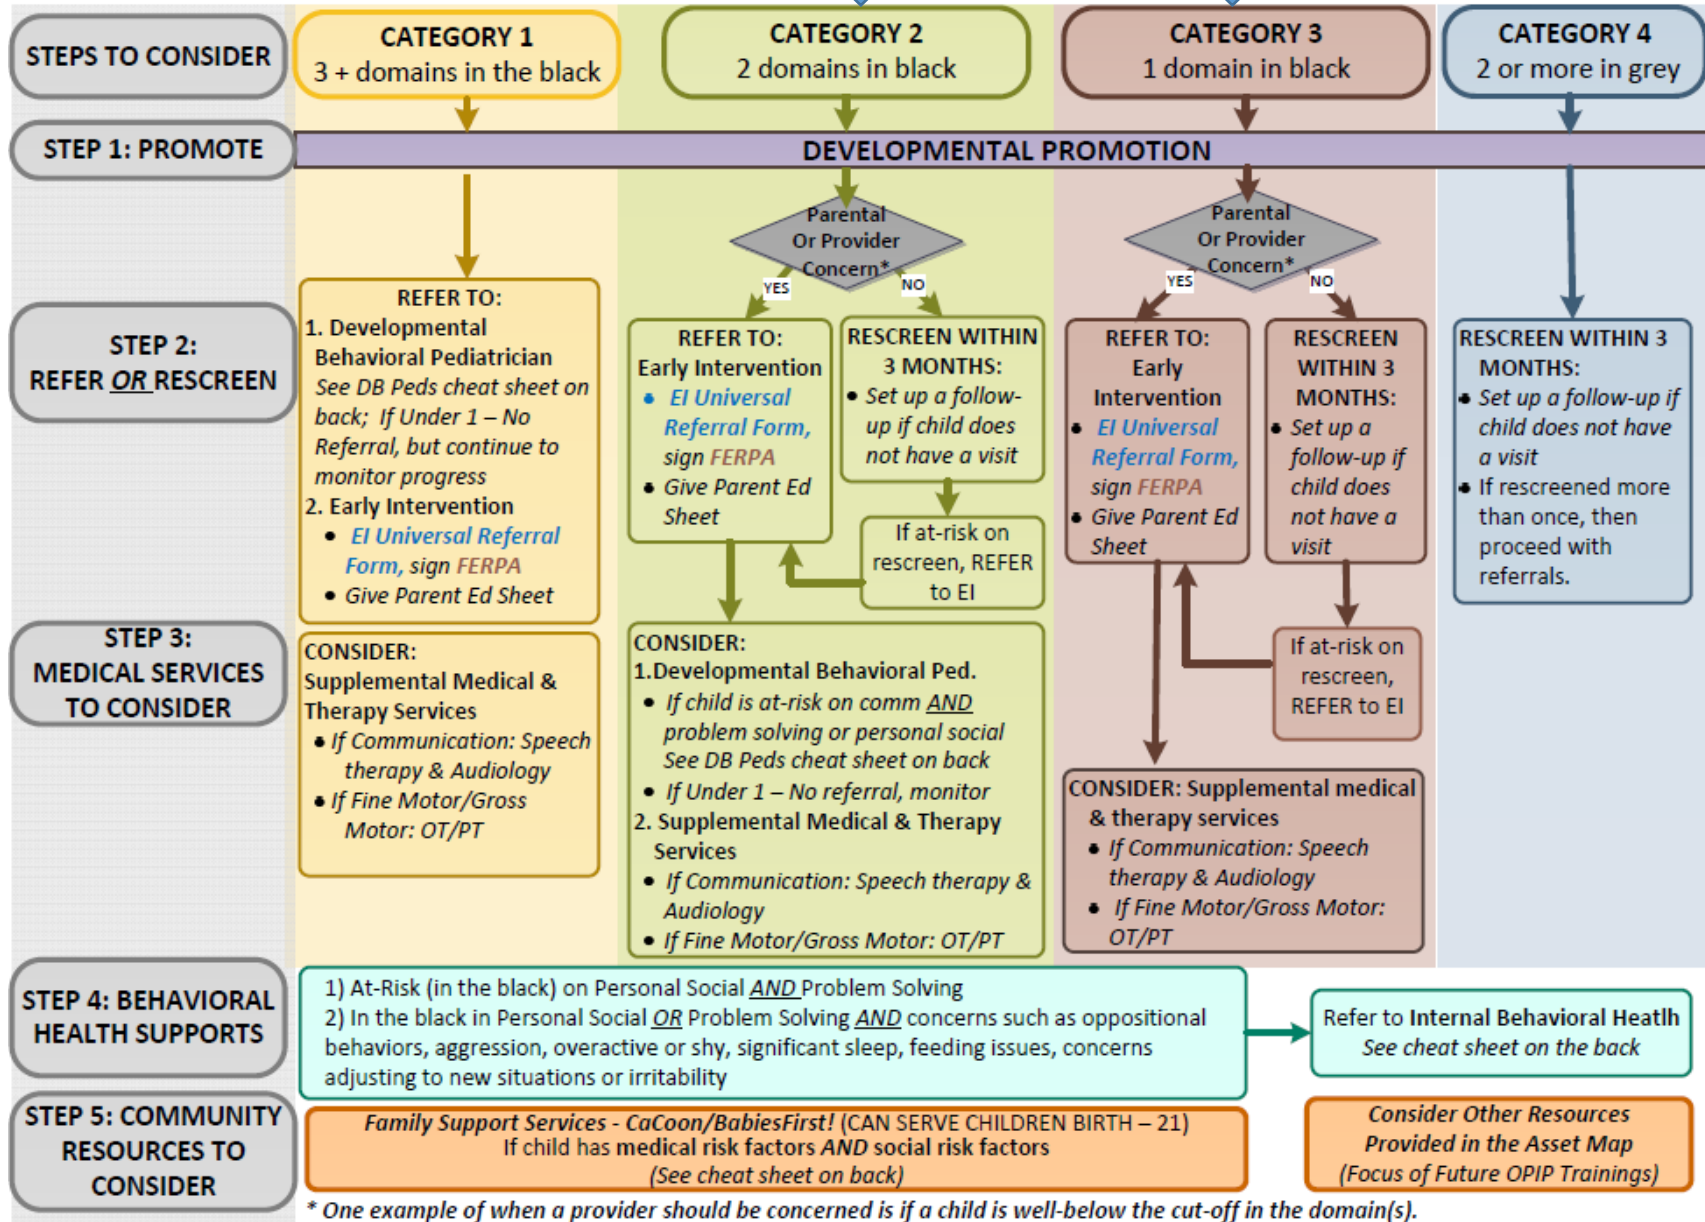 STEPS TO CONSIDER
CATEGORY 1
3 + domains in the black
CATEGORY 2
2 domains in black
CATEGORY 3
1 domain in black
CATEGORY 4
2 or more in grey
STEP 1: PROMOTE
DEVELOPMENTAL PROMOTION
STEP 2:
REFER OR RESCREEN
REFER TO:
1. Developmental
Behavioral Pediatrician
See DB Peds cheat sheet on
back; If Under 1 – No
Referral, but continue to
monitor progress
2. Early Intervention
• EI Universal Referral
Form, sign FERPA
• Give Parent Ed Sheet
Parental
Or Provider
Concern*
YES
NO
REFER TO:
Early Intervention
• EI Universal
Referral Form,
sign FERPA
• Give Parent Ed
Sheet
RESCREEN WITHIN
3 MONTHS:
• Set up a follow-
up if child does
not have a visit
If at-risk on
rescreen, REFER
to EI
Parental
Or Provider
Concern*
YES
NO
REFER TO:
Early
Intervention
• EI Universal
Referral Form,
sign FERPA
• Give Parent Ed
Sheet
RESCREEN
WITHIN 3
MONTHS:
• Set up a
follow-up if
child does
not have a
visit
If at-risk on
rescreen,
REFER to EI
RESCREEN WITHIN 3
MONTHS:
• Set up a follow-up if
child does not have
a visit
• If rescreened more
than once, then
proceed with
referrals.
STEP 3:
MEDICAL SERVICES
TO CONSIDER
CONSIDER:
Supplemental Medical &
Therapy Services
• If Communication: Speech
therapy & Audiology
• If Fine Motor/Gross
Motor: OT/PT
CONSIDER:
1.Developmental Behavioral Ped.
• If child is at-risk on comm AND
problem solving or personal social
See DB Peds cheat sheet on back
• If Under 1 – No referral, monitor
2. Supplemental Medical & Therapy
Services
• If Communication: Speech therapy &
Audiology
• If Fine Motor/Gross Motor: OT/PT
CONSIDER: Supplemental medical
& therapy services
• If Communication: Speech
therapy & Audiology
• If Fine Motor/Gross Motor:
OT/PT
STEP 4: BEHAVIORAL
HEALTH SUPPORTS
1) At-Risk (in the black) on Personal Social AND Problem Solving
2) In the black in Personal Social OR Problem Solving AND concerns such as oppositional
behaviors, aggression, overactive or shy, significant sleep, feeding issues, concerns
adjusting to new situations or irritability
Refer to Internal Behavioral Heatlh
See cheat sheet on the back
STEP 5: COMMUNITY
RESOURCES TO
CONSIDER
Family Support Services - CaCoon/BabiesFirst! (CAN SERVE CHILDREN BIRTH – 21)
If child has medical risk factors AND social risk factors
(See cheat sheet on back)
Consider Other Resources
Provided in the Asset Map
(Focus of Future OPIP Trainings)
* One example of when a provider should be concerned is if a child is well-below the cut-off in the domain(s).